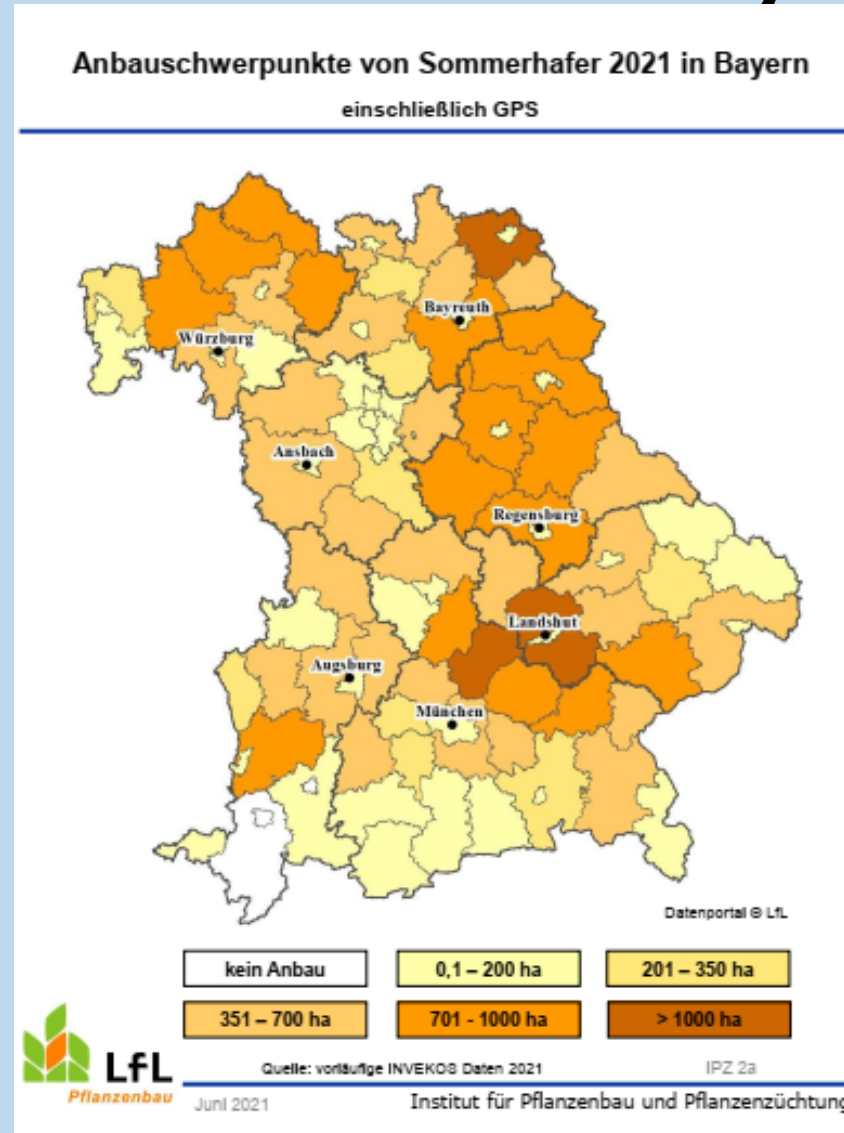 Anbauschwerpunkte von Sommerhafer 2021 in Bayern
einschließlich GPS
Bayreuth
Würzburg
Ansbach
Regensburg
Landshut
Augsburg
München
Datenportal © LfL
kein Anbau
0,1 – 200 ha
201 – 350 ha
351 – 700 ha
701 - 1000 ha
> 1000 ha
LfL
Pflanzenbau
Quelle: vorläufige INVEKOS Daten 2021
IPZ 2a
Juni 2021
Institut für Pflanzenbau und Pflanzenzüchtung